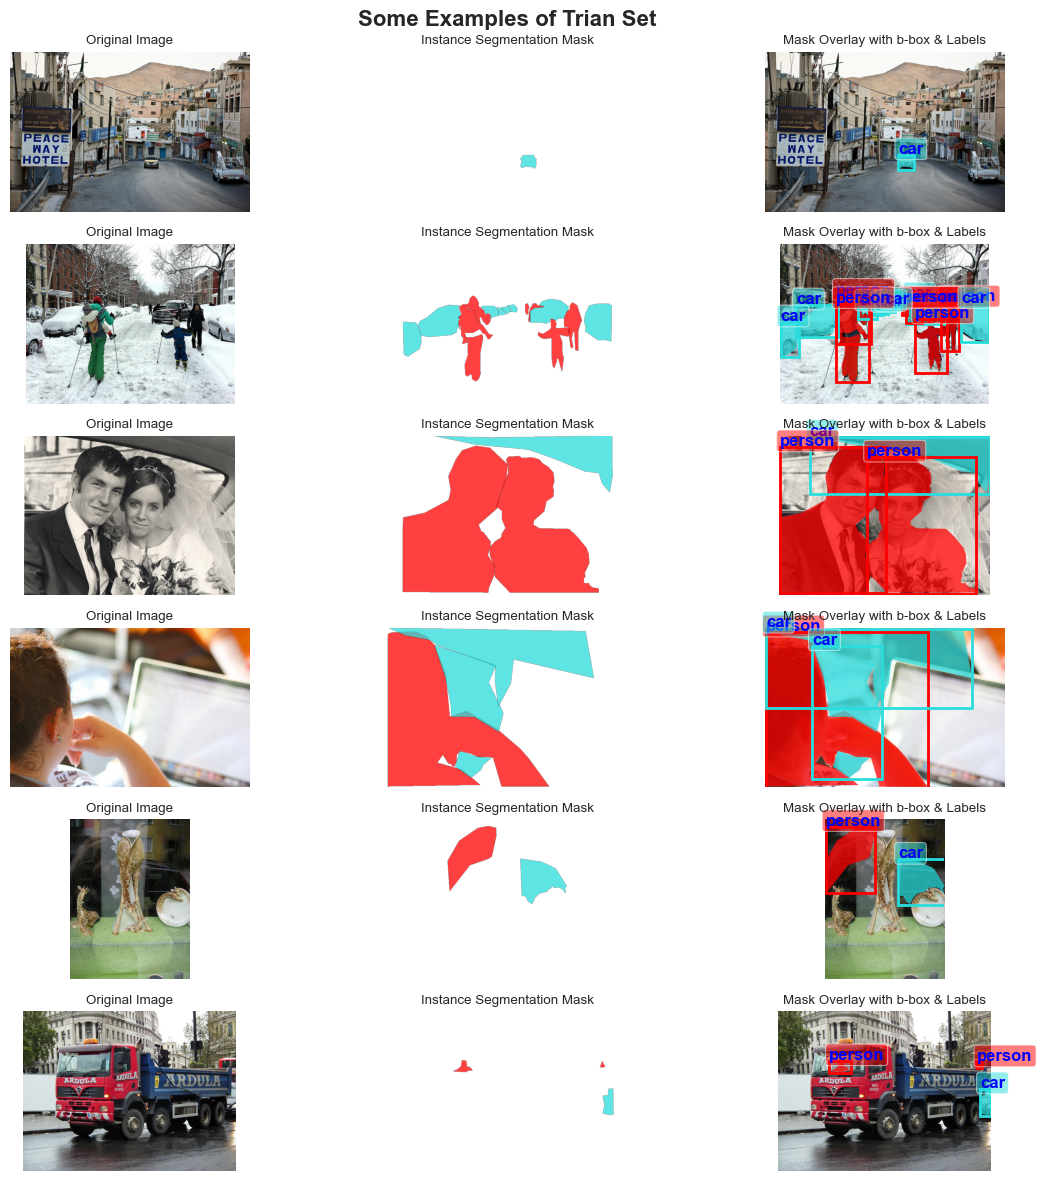 Some Examples of Trian Set
Original Image
Instance Segmentation Mask
Mask Overlay with b-box & Labels
PEACE
WAY
HOTEL
PEACE
WAY
HOTEL
car
Original Image
Instance Segmentation Mask
Mask Overlay with b-box & Labels
car
car
person
car
person
car
person
Original Image
Instance Segmentation Mask
Mask Overlay with b-box & Labels
car
person
person
Original Image
Instance Segmentation Mask
Mask Overlay with b-box & Labels
car
person
car
Original Image
Instance Segmentation Mask
Mask Overlay with b-box & Labels
person
car
Original Image
Instance Segmentation Mask
Mask Overlay with b-box & Labels
ARDULA
ARDULA
person
person
car
ARDULA
ARDULA